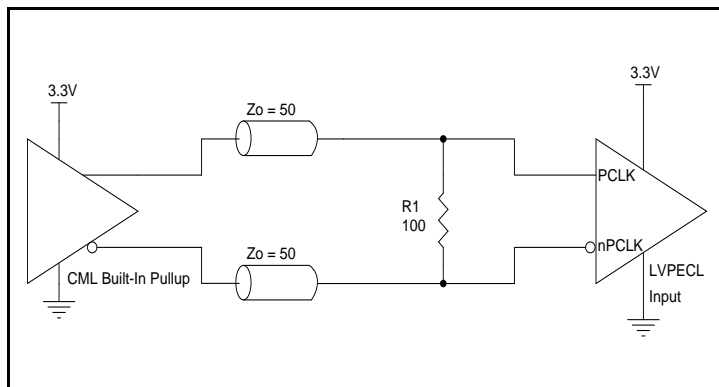 3.3V
Zo = 50
3.3V
PCLK
R1
100
nPCLK
Zo = 50
CML Built-In Pullup
LVPECL
Input